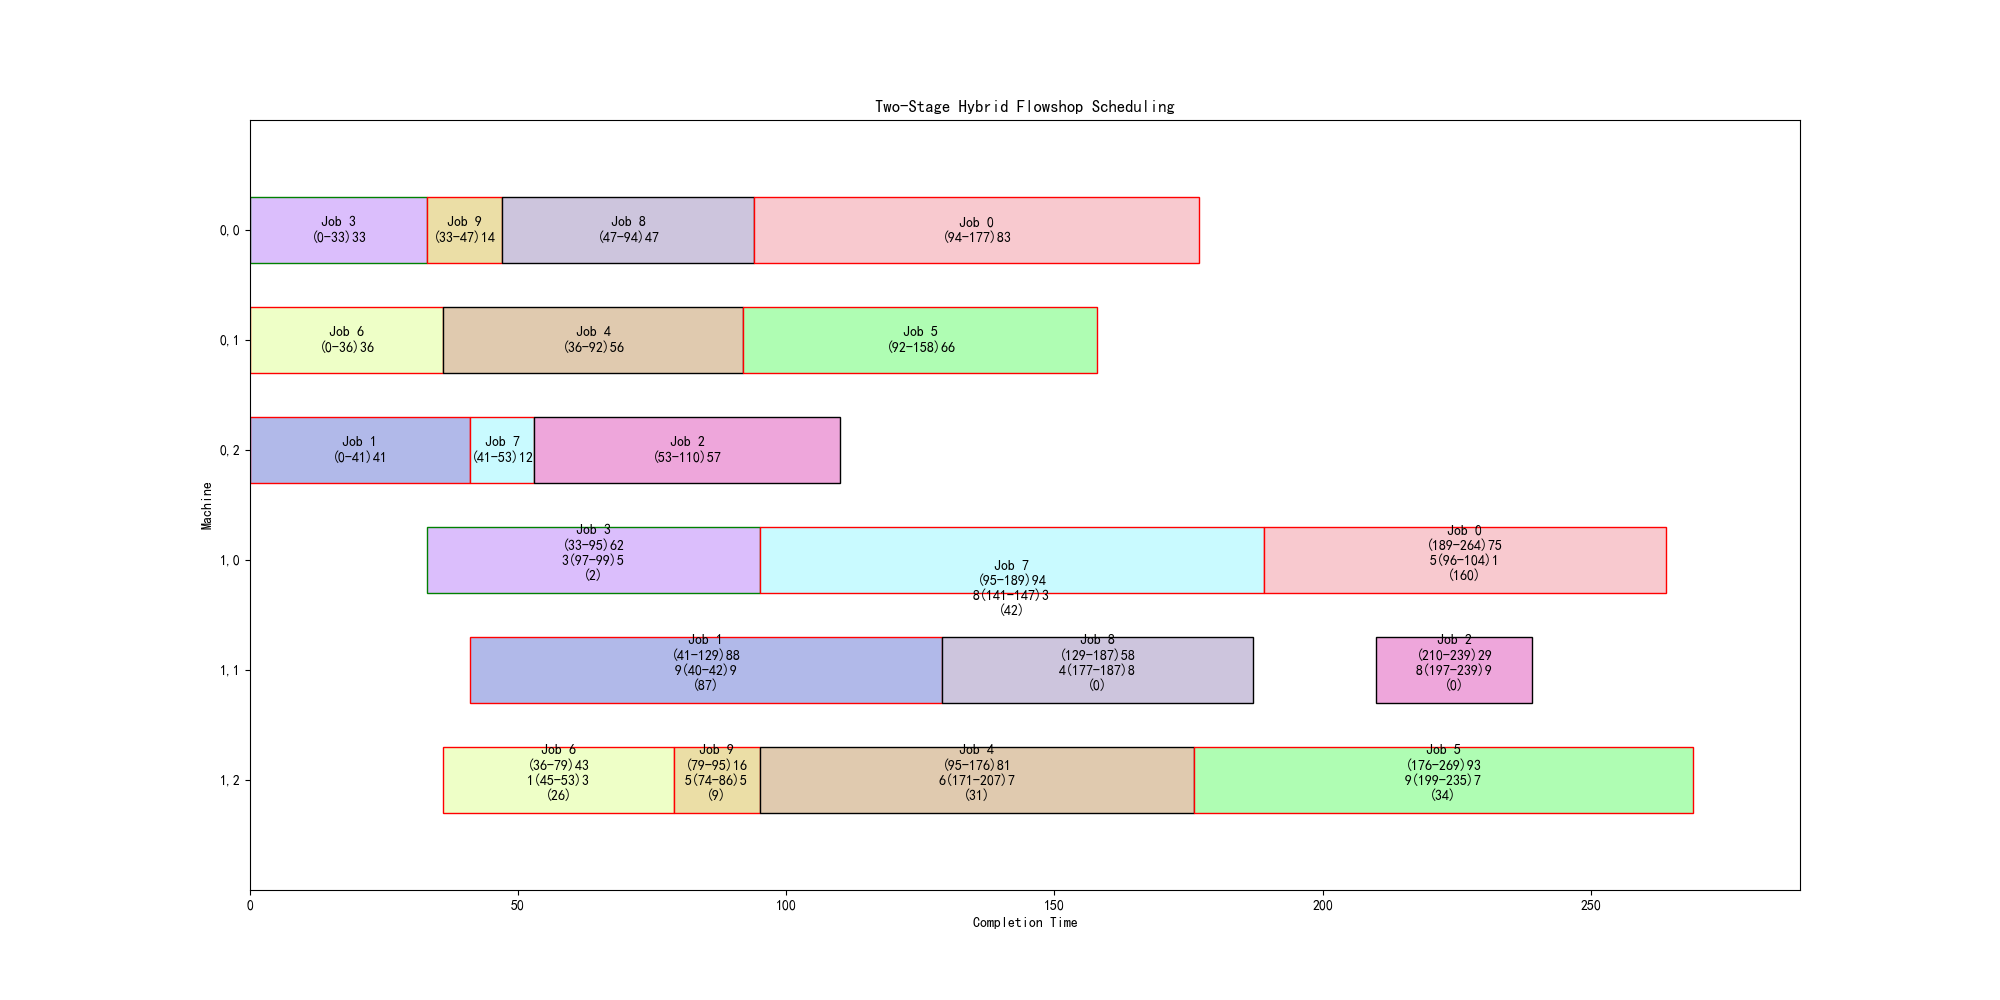 Two-Stage Hybrid Flowshop Scheduling
0,0
Job 3
(0-33)33
Job 9
(33-47)14
Job 8
(47-94)47
Job 0
(94-177)83
0,1
Job 6
(0-36)36
Job 4
(36-92)56
Job 5
(92-158)66
0,2
Job 1
(0-41)41
Job 7
(41-53)12
Job 2
(53-110)57
Machine
1,0
Job 3
(33-95)62
3(97-99)5
(2)
Job 7
(95-189)94
8(141-147)3
(42)
Job 0
(189-264)75
5(96-104)1
(160)
1,1
Job 1
(41-129)88
9(40-42)9
(87)
Job 8
(129-187)58
4(177-187)8
(0)
Job 2
(210-239)29
8(197-239)9
(0)
1,2
Job 6
(36-79)43
1(45-53)3
(26)
Job 9
(79-95)16
5(74-86)5
(9)
Job 4
(95-176)81
6(171-207)7
(31)
Job 5
(176-269)93
9(199-235)7
(34)
0 50 100 150 200 250
Completion Time